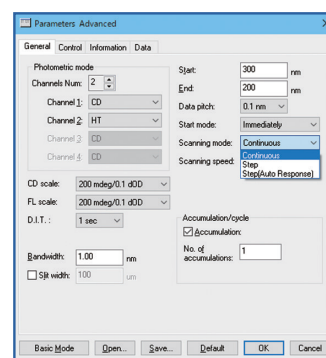 Parameters Advanced
General Control Information Data
Photometric mode
Channels Num: 2
Channel 1: CD
Channel 2: HT
Channel 3 CD
Channel 4 CD
CD scale: 200 mdeg/0.1 dOD
FL scale: 200 mdeg/0.1 dOD
D.I.T. : 1 sec
Bandwidth: 1.00 nm
Slit width: 100 um
Start: 300 nm
End: 200 nm
Data pitch: 0.1 nm
Start mode: Immediately
Scanning mode: Continuous
Continuous
Step
Step(Auto Response)
Scanning speed:
Accumulation/cycle
Accumulation:
No. of
accumulations: 1
Basic Mode Open... Save... Default OK Cancel